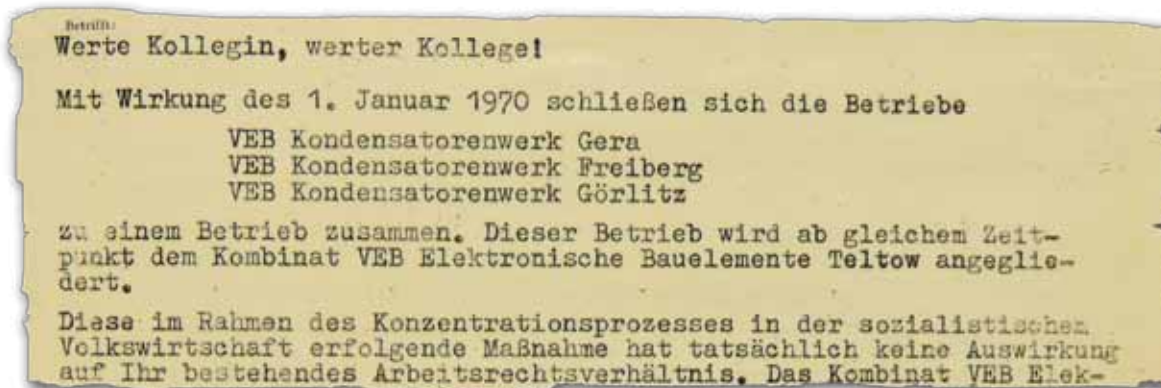 Betrifft:
Werte Kollegin, werter Kollege!
Mit Wirkung des 1. Januar 1970 schließen sich die Betriebe
VEB Kondensatorenwerk Gera
VEB Kondensatorenwerk Freiberg
VEB Kondensatorenwerk Görlitz
zu einem Betrieb zusammen. Dieser Betrieb wird ab gleichem Zeit-
punkt dem Kombinat VEB Elektronische Bauelemente Teltow angeglie-
dert.
Diese im Rahmen des Konzentrationsprozesses in der sozialistischen
Volkswirtschaft erfolgende Maßnahme hat tatsächlich keine Auswirkung
auf Ihr bestehendes Arbeitsrechtsverhältnis. Das Kombinat VEB Elek-